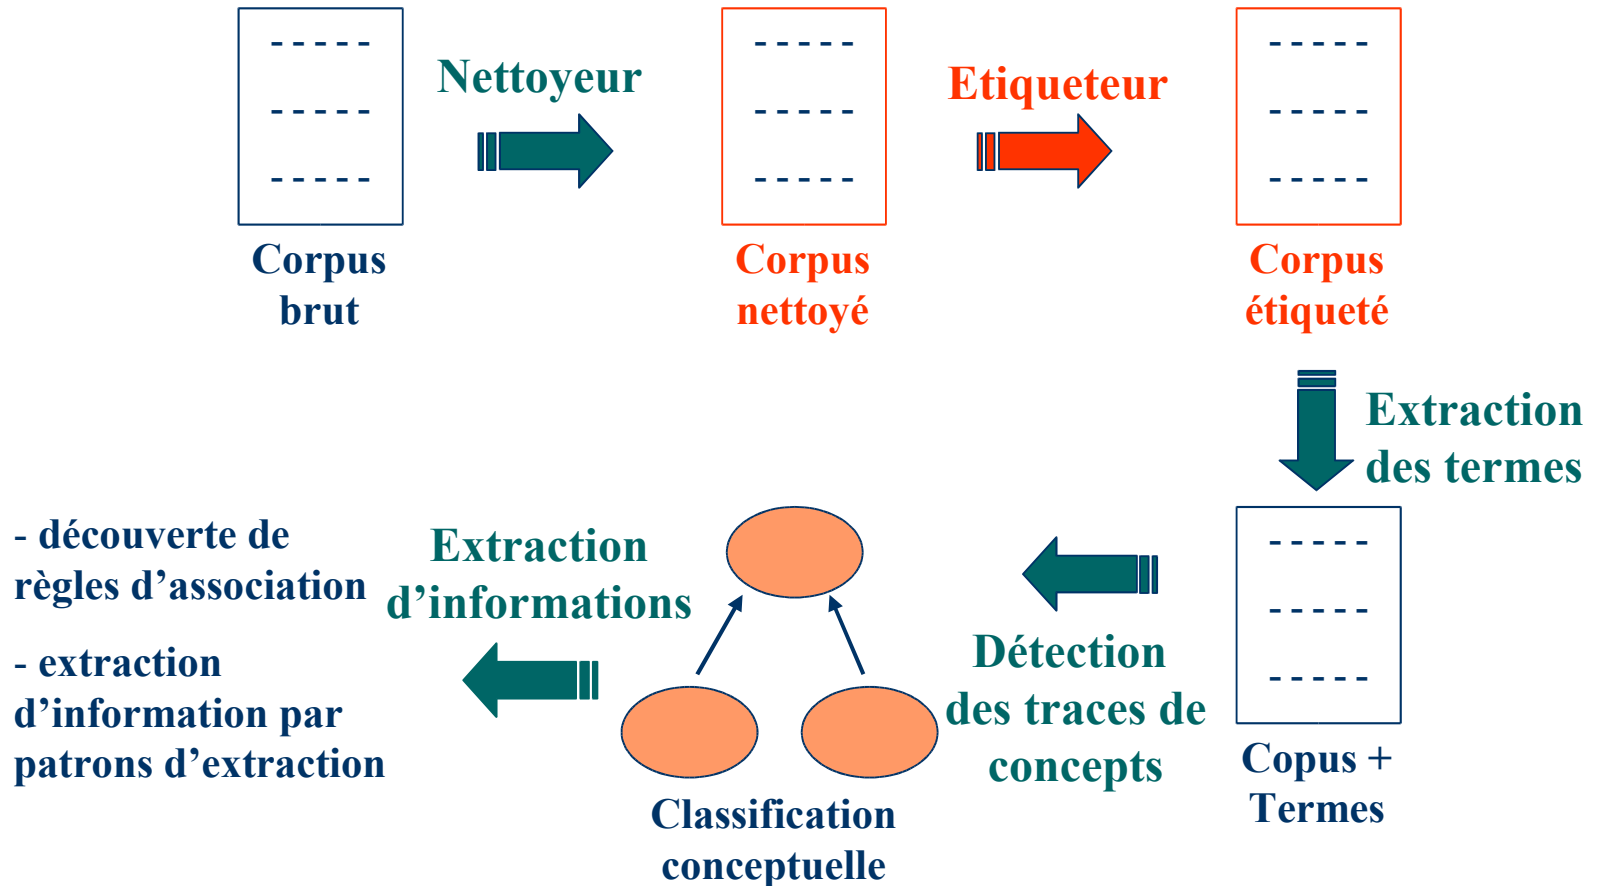 Nettoyeur
Etiqueteur
Corpus
brut
Corpus
nettoyé
Corpus
étiqueté
Extraction
des termes
Copus +
Termes
Détection
des traces de
concepts
Classification
conceptuelle
Extraction
d’informations
- découverte de
règles d’association
- extraction
d’information par
patrons d’extraction